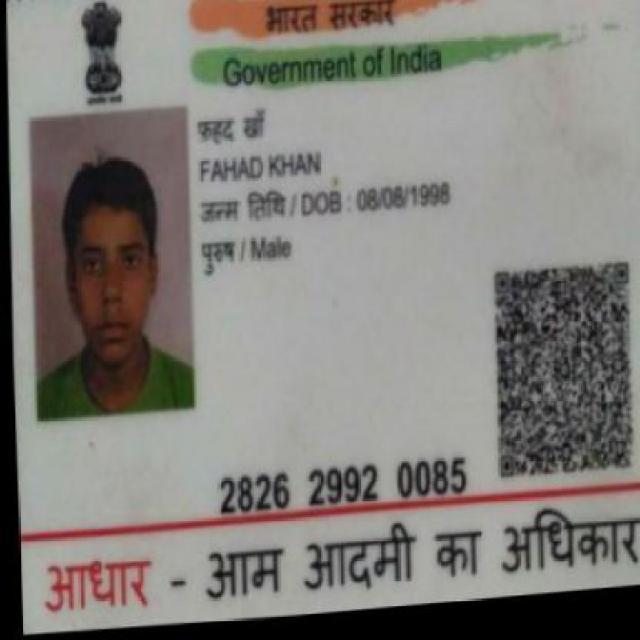 भारत सरकार
Government of India
फहद खाँ
FAHAD KHAN
जन्म तिथि / DOB : 08/08/1998
पुरुष / Male
2826 2992 0085
आधार - आम आदमी का अधिकार